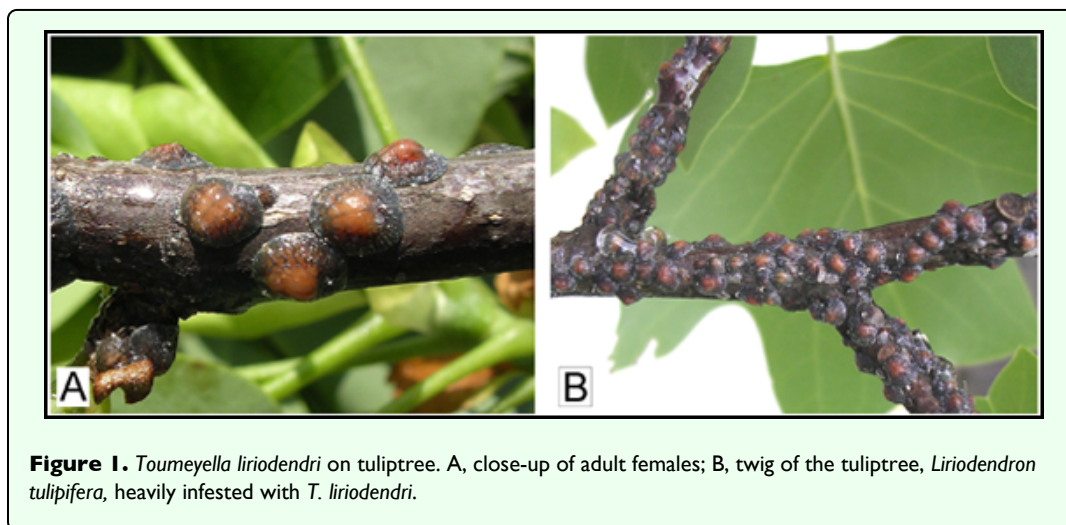 A
B
Figure 1. Toumeyella liriodendri on tuliptree. A, close-up of adult females; B, twig of the tuliptree, Liriodendron
tulipifera, heavily infested with T. liriodendri.